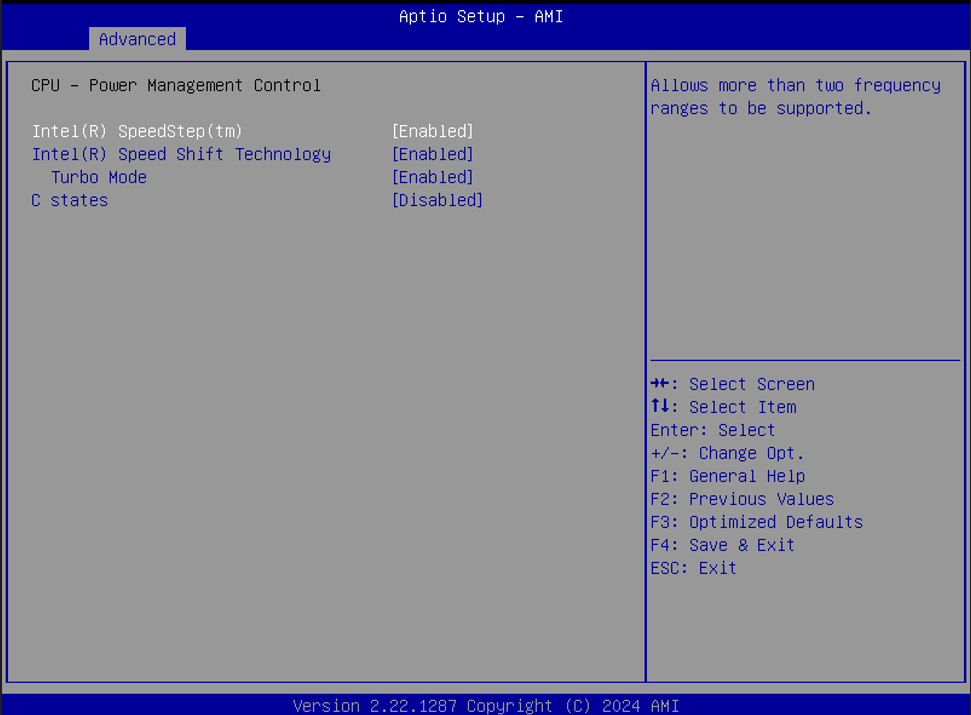 Aptio Setup – AMI
Advanced
CPU – Power Management Control
Intel(R) SpeedStep(tm) [Enabled]
Intel(R) Speed Shift Technology [Enabled]
Turbo Mode [Enabled]
C states [Disabled]
Allows more than two frequency
ranges to be supported.
→←: Select Screen
↑↓: Select Item
Enter: Select
+/-: Change Opt.
F1: General Help
F2: Previous Values
F3: Optimized Defaults
F4: Save & Exit
ESC: Exit
Version 2.22.1287 Copyright (C) 2024 AMI